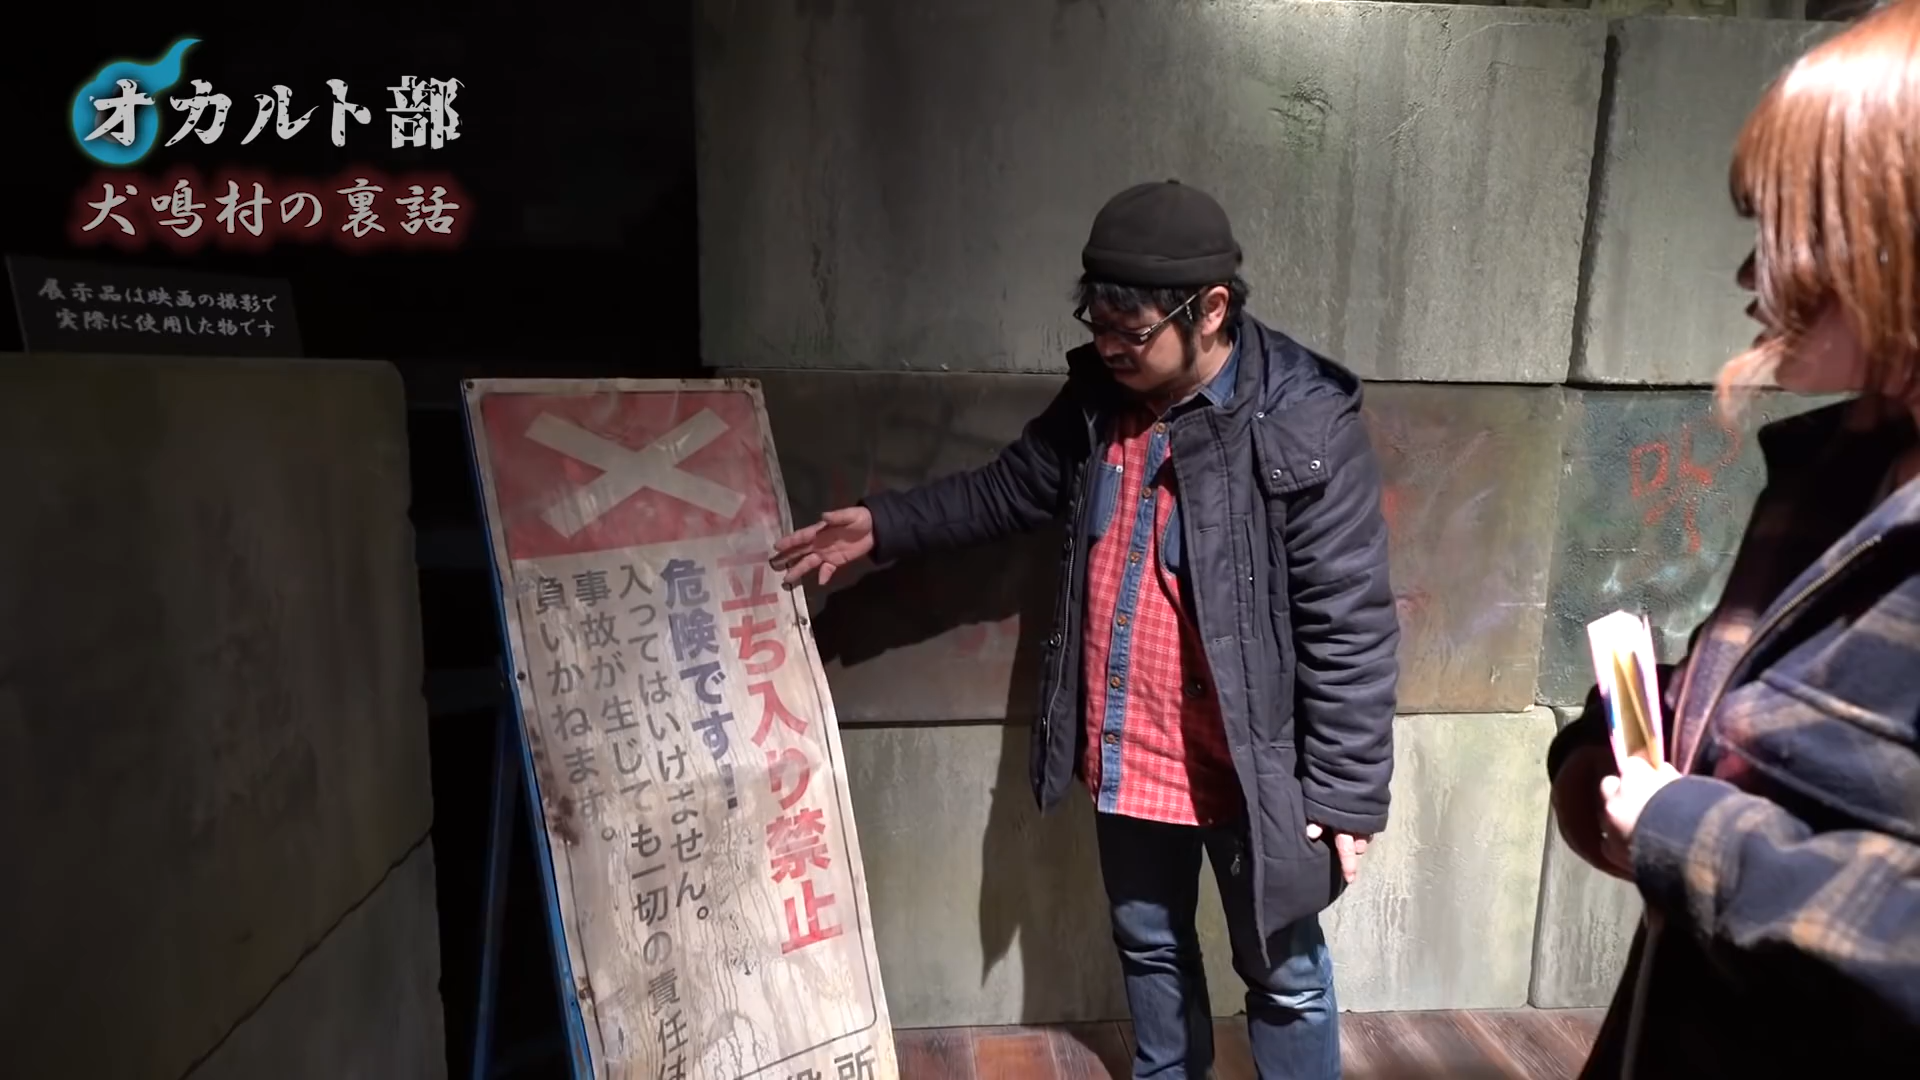 オカルト部
犬鳴村の裏話
展示品は映画の撮影で
実際に使用した物です
立ち入り禁止
危険です!
入ってはいけません。
事故が生じても一切の責任は
負いかねます。
役所